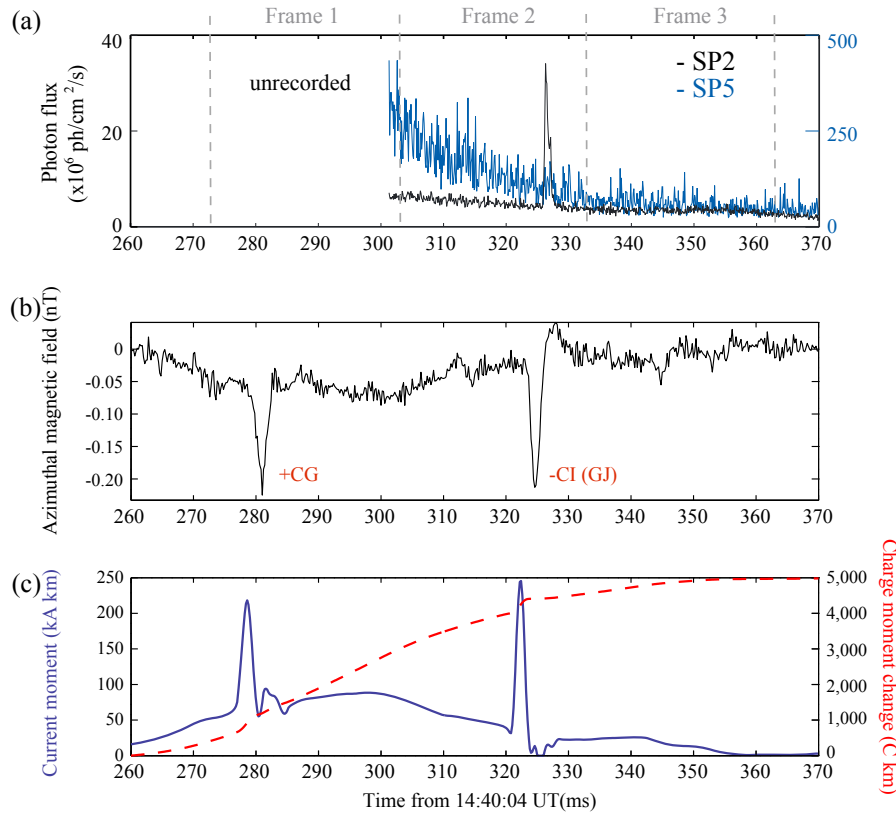 (a)
Frame 1 Frame 2 Frame 3
40 500
- SP2
- SP5
unrecorded
20 250
0 0
Photon flux
(x10⁶ ph/cm²/s)
260 270 280 290 300 310 320 330 340 350 360 370
(b)
0
-0.05
-0.10
-0.15
-0.20
Azimuthal magnetic field (nT)
+CG -CI (GJ)
260 270 280 290 300 310 320 330 340 350 360 370
(c)
250 5,000
200 4,000
150 3,000
100 2,000
50 1,000
0 0
Current moment (kA km)
Charge moment
change (C km)
260 270 280 290 300 310 320 330 340 350 360 370
Time from 14:40:04 UT(ms)